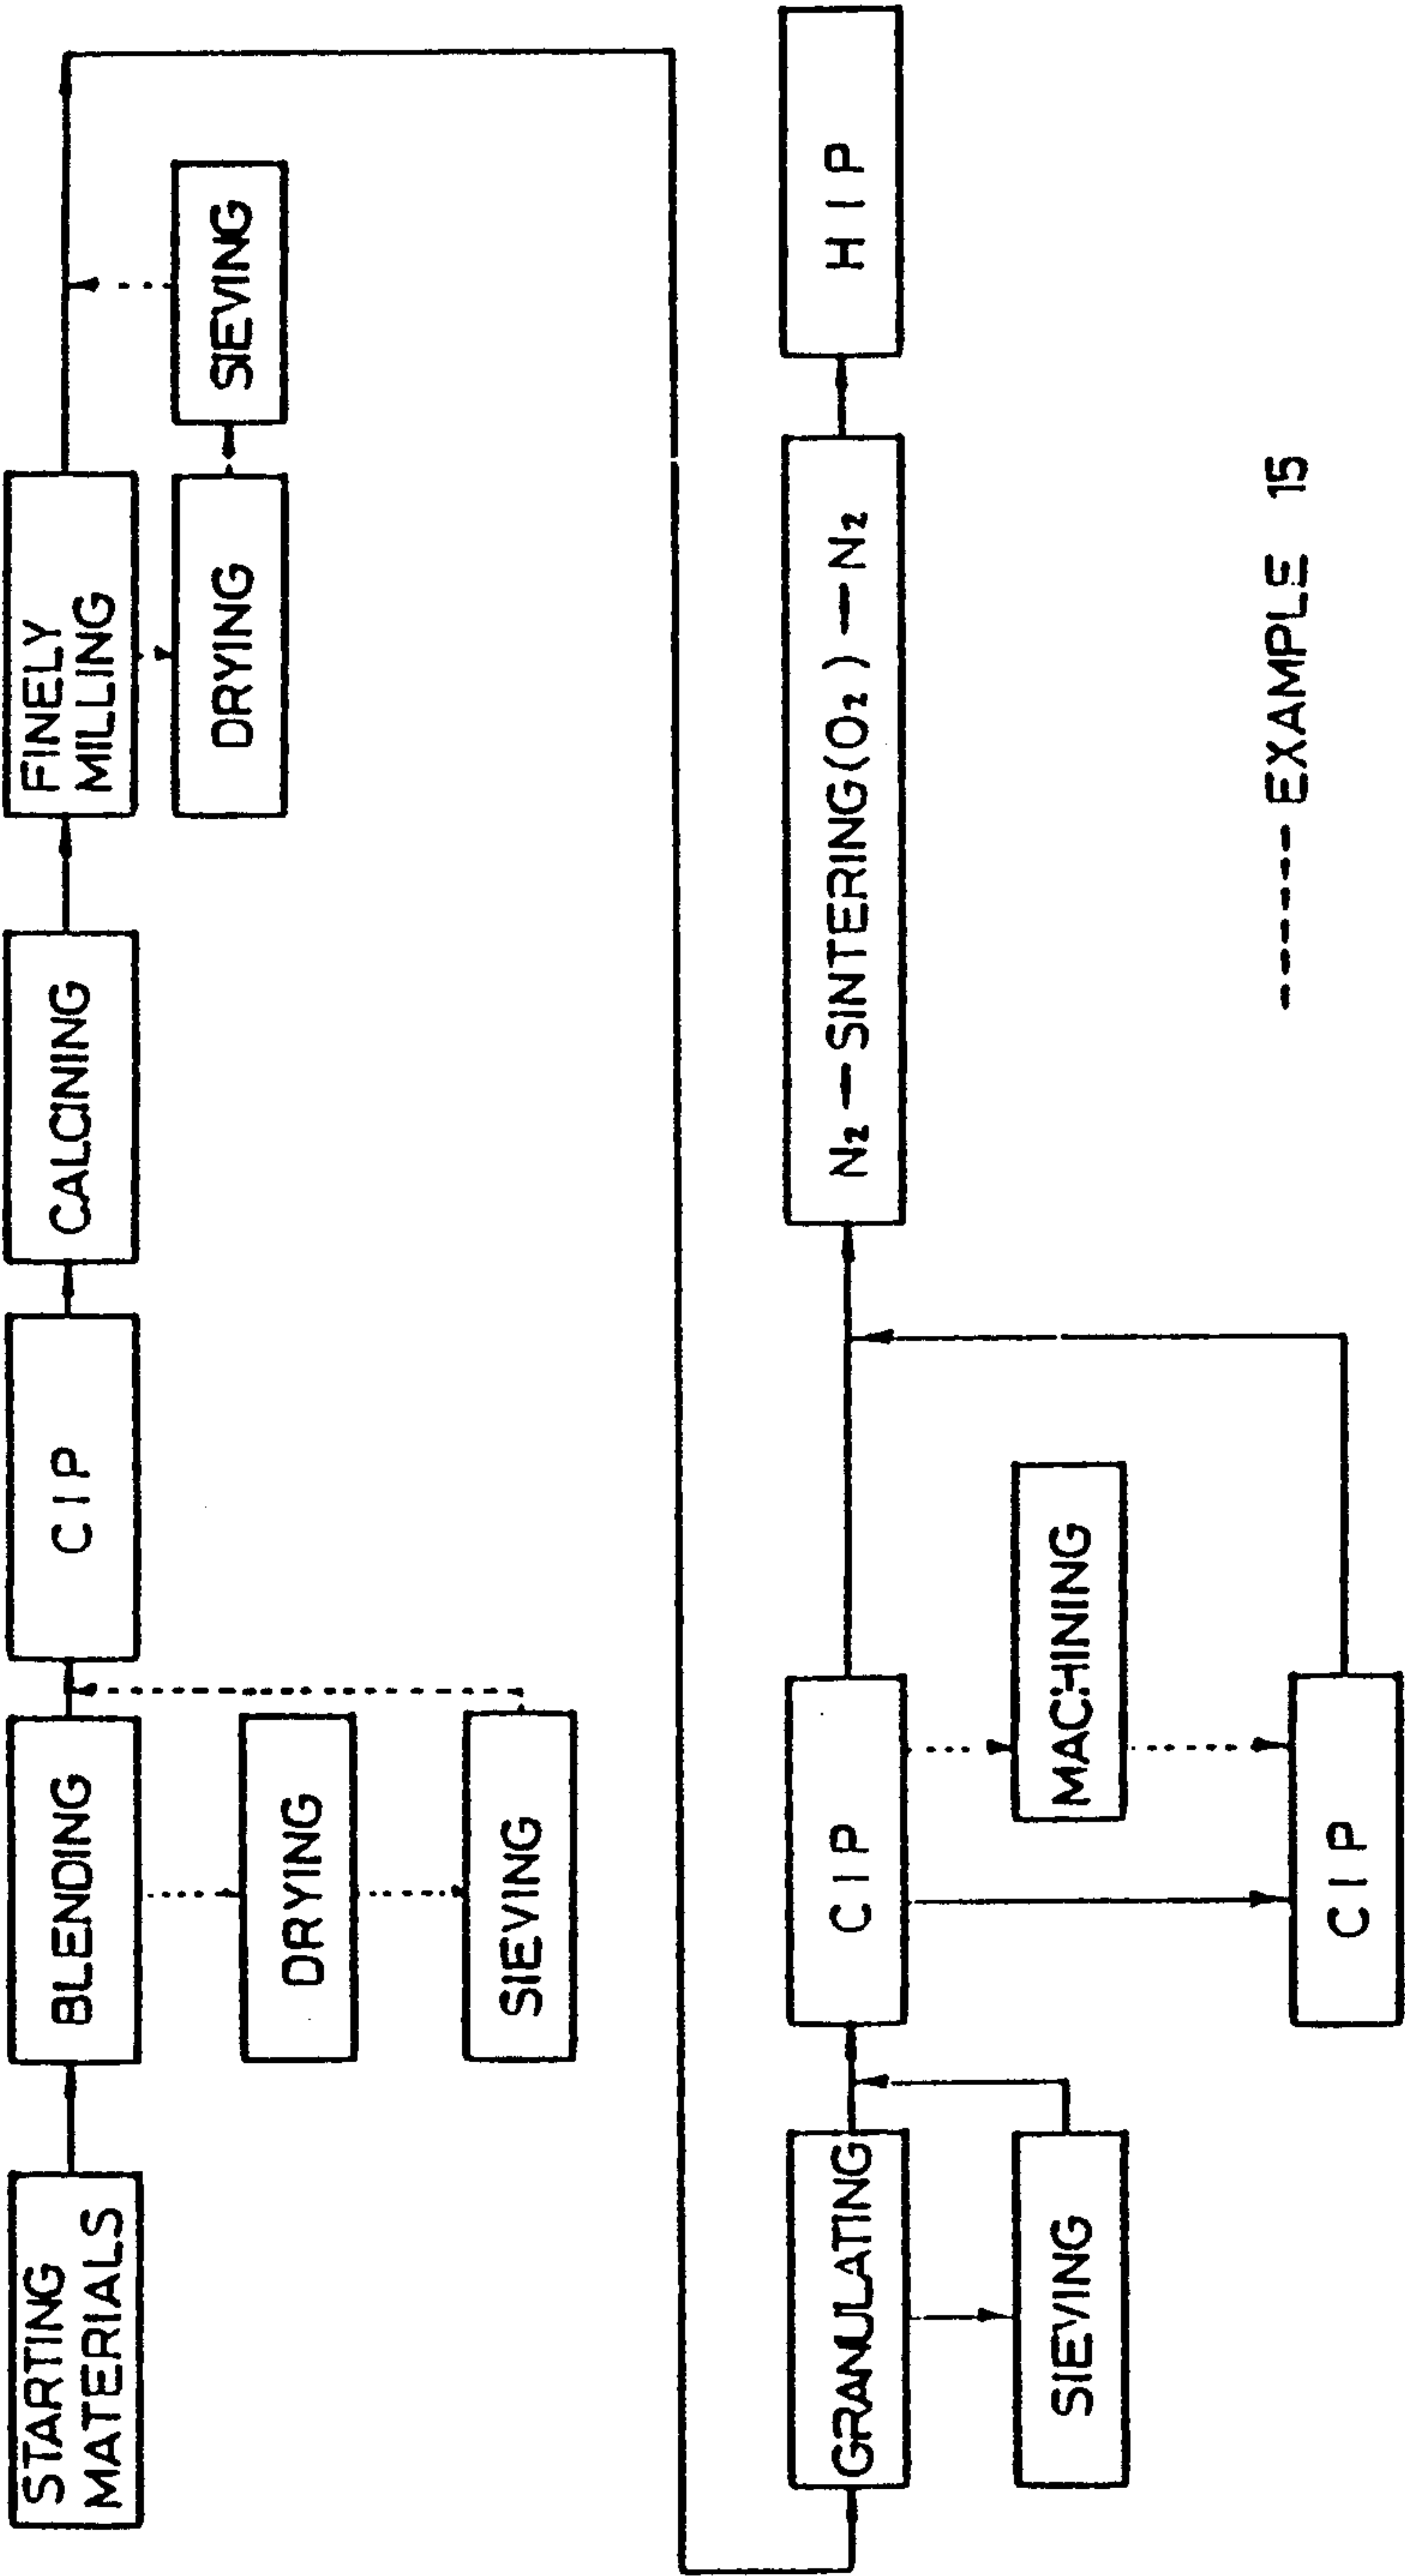 STARTING
MATERIALS
BLENDING
DRYING
SIEVING
C I P
CALCINING
FINELY
MILLING
DRYING
SIEVING
GRANULATING
SIEVING
C I P
MACHINING
C I P
N₂ — SINTERING(O₂) — N₂
H I P
------ EXAMPLE 15